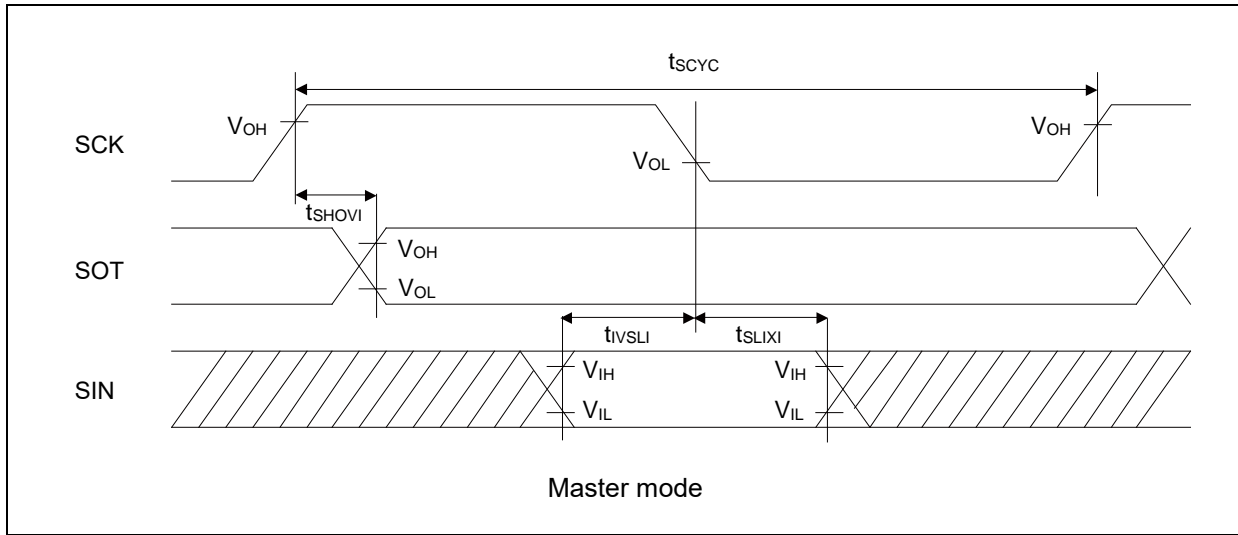 tSCYC
SCK
VOH
VOL
VOH
tSHOVI
SOT
VOH
VOL
tIVSLI
tSLIXI
SIN
VIH
VIH
VIL
VIL
Master mode